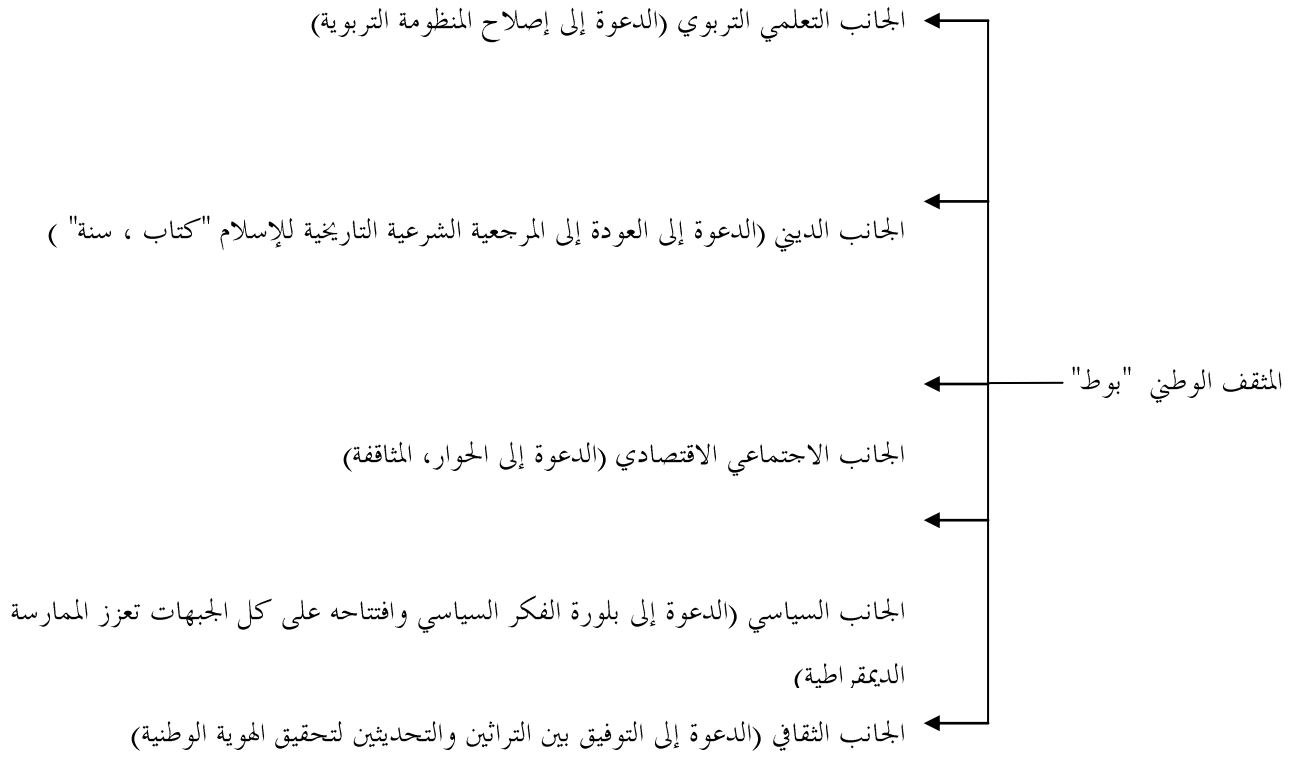 الجانب التعلمي التربوي (الدعوة إلى إصلاح المنظومة التربوية)
الجانب الديني (الدعوة إلى العودة إلى المرجعية الشرعية التاريخية للإسلام "كتاب ، سنة" )
المثقف الوطني "بوط"
الجانب الاجتماعي الاقتصادي (الدعوة إلى الحوار، المثاقفة)
الجانب السياسي (الدعوة إلى بلورة الفكر السياسي وافتتاحه على كل الجبهات تعزز الممارسة
الديمقراطية)
الجانب الثقافي (الدعوة إلى التوفيق بين التراثين والتحديثين لتحقيق الهوية الوطنية)